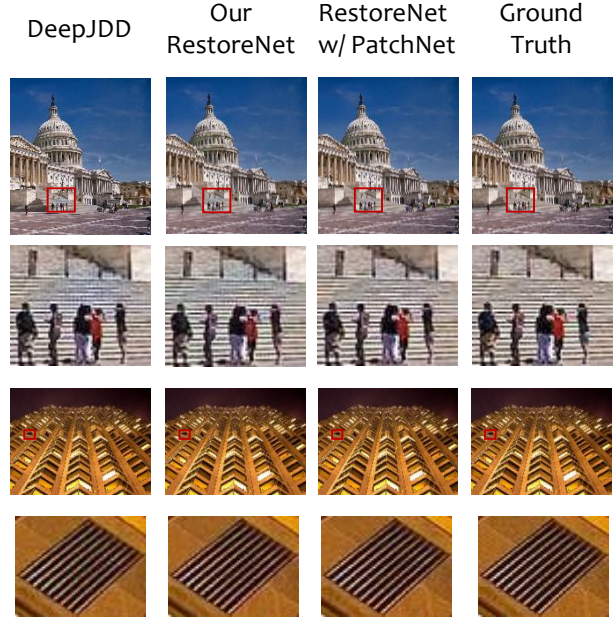 DeepJDD
Our
RestoreNet
RestoreNet
w/ PatchNet
Ground
Truth